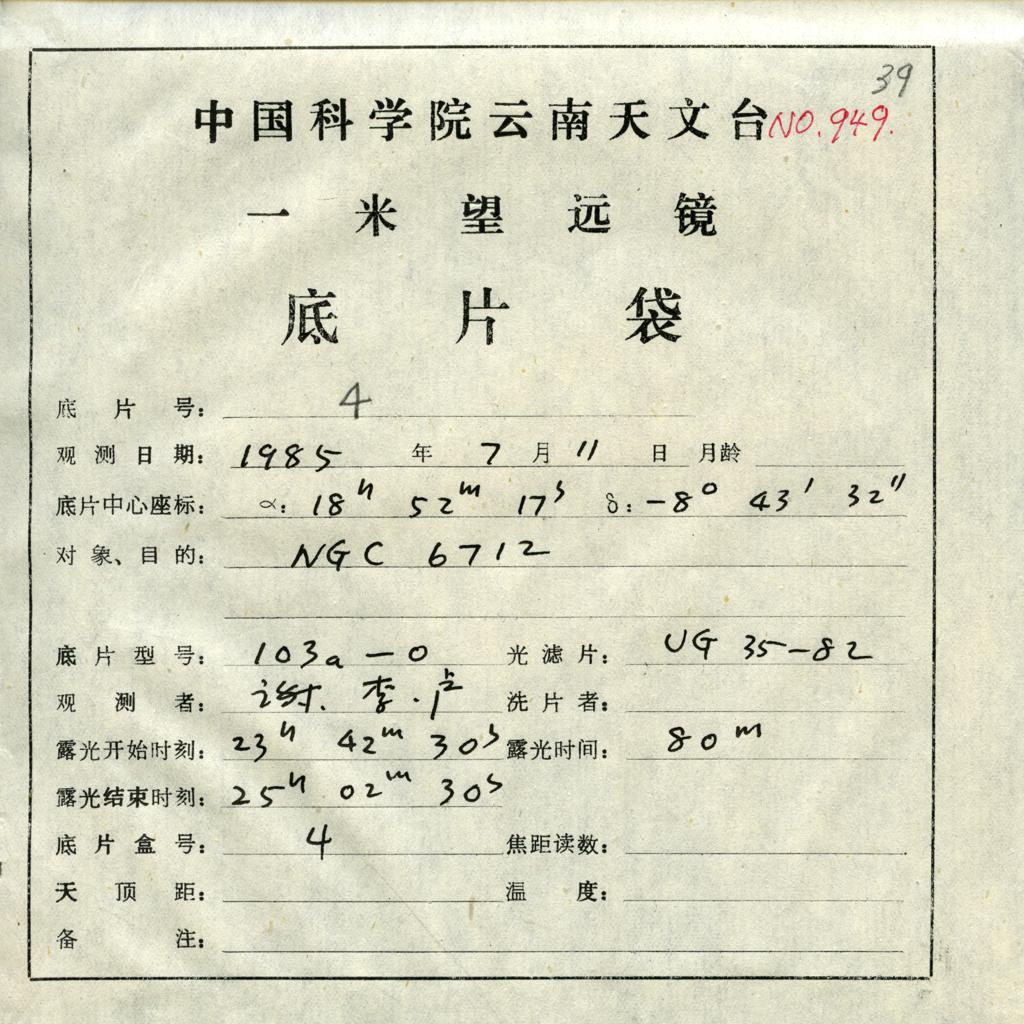 39
中国科学院云南天文台 NO.949.
一米望远镜
底片袋
底片号： 4
观测日期： 1985 年 7 月 11 日 月龄
底片中心座标： α: 18h 52m 17s δ: -8° 43′ 32″
对象、目的： NGC 6712
底片型号： 103a-O 光滤片： UG 35-82
观测者： 谢. 李. 卢 洗片者：
露光开始时刻： 23h 42m 30s 露光时间： 80m
露光结束时刻： 25h 02m 30s
底片盒号： 4 焦距读数：
天顶距： 温度：
备注：